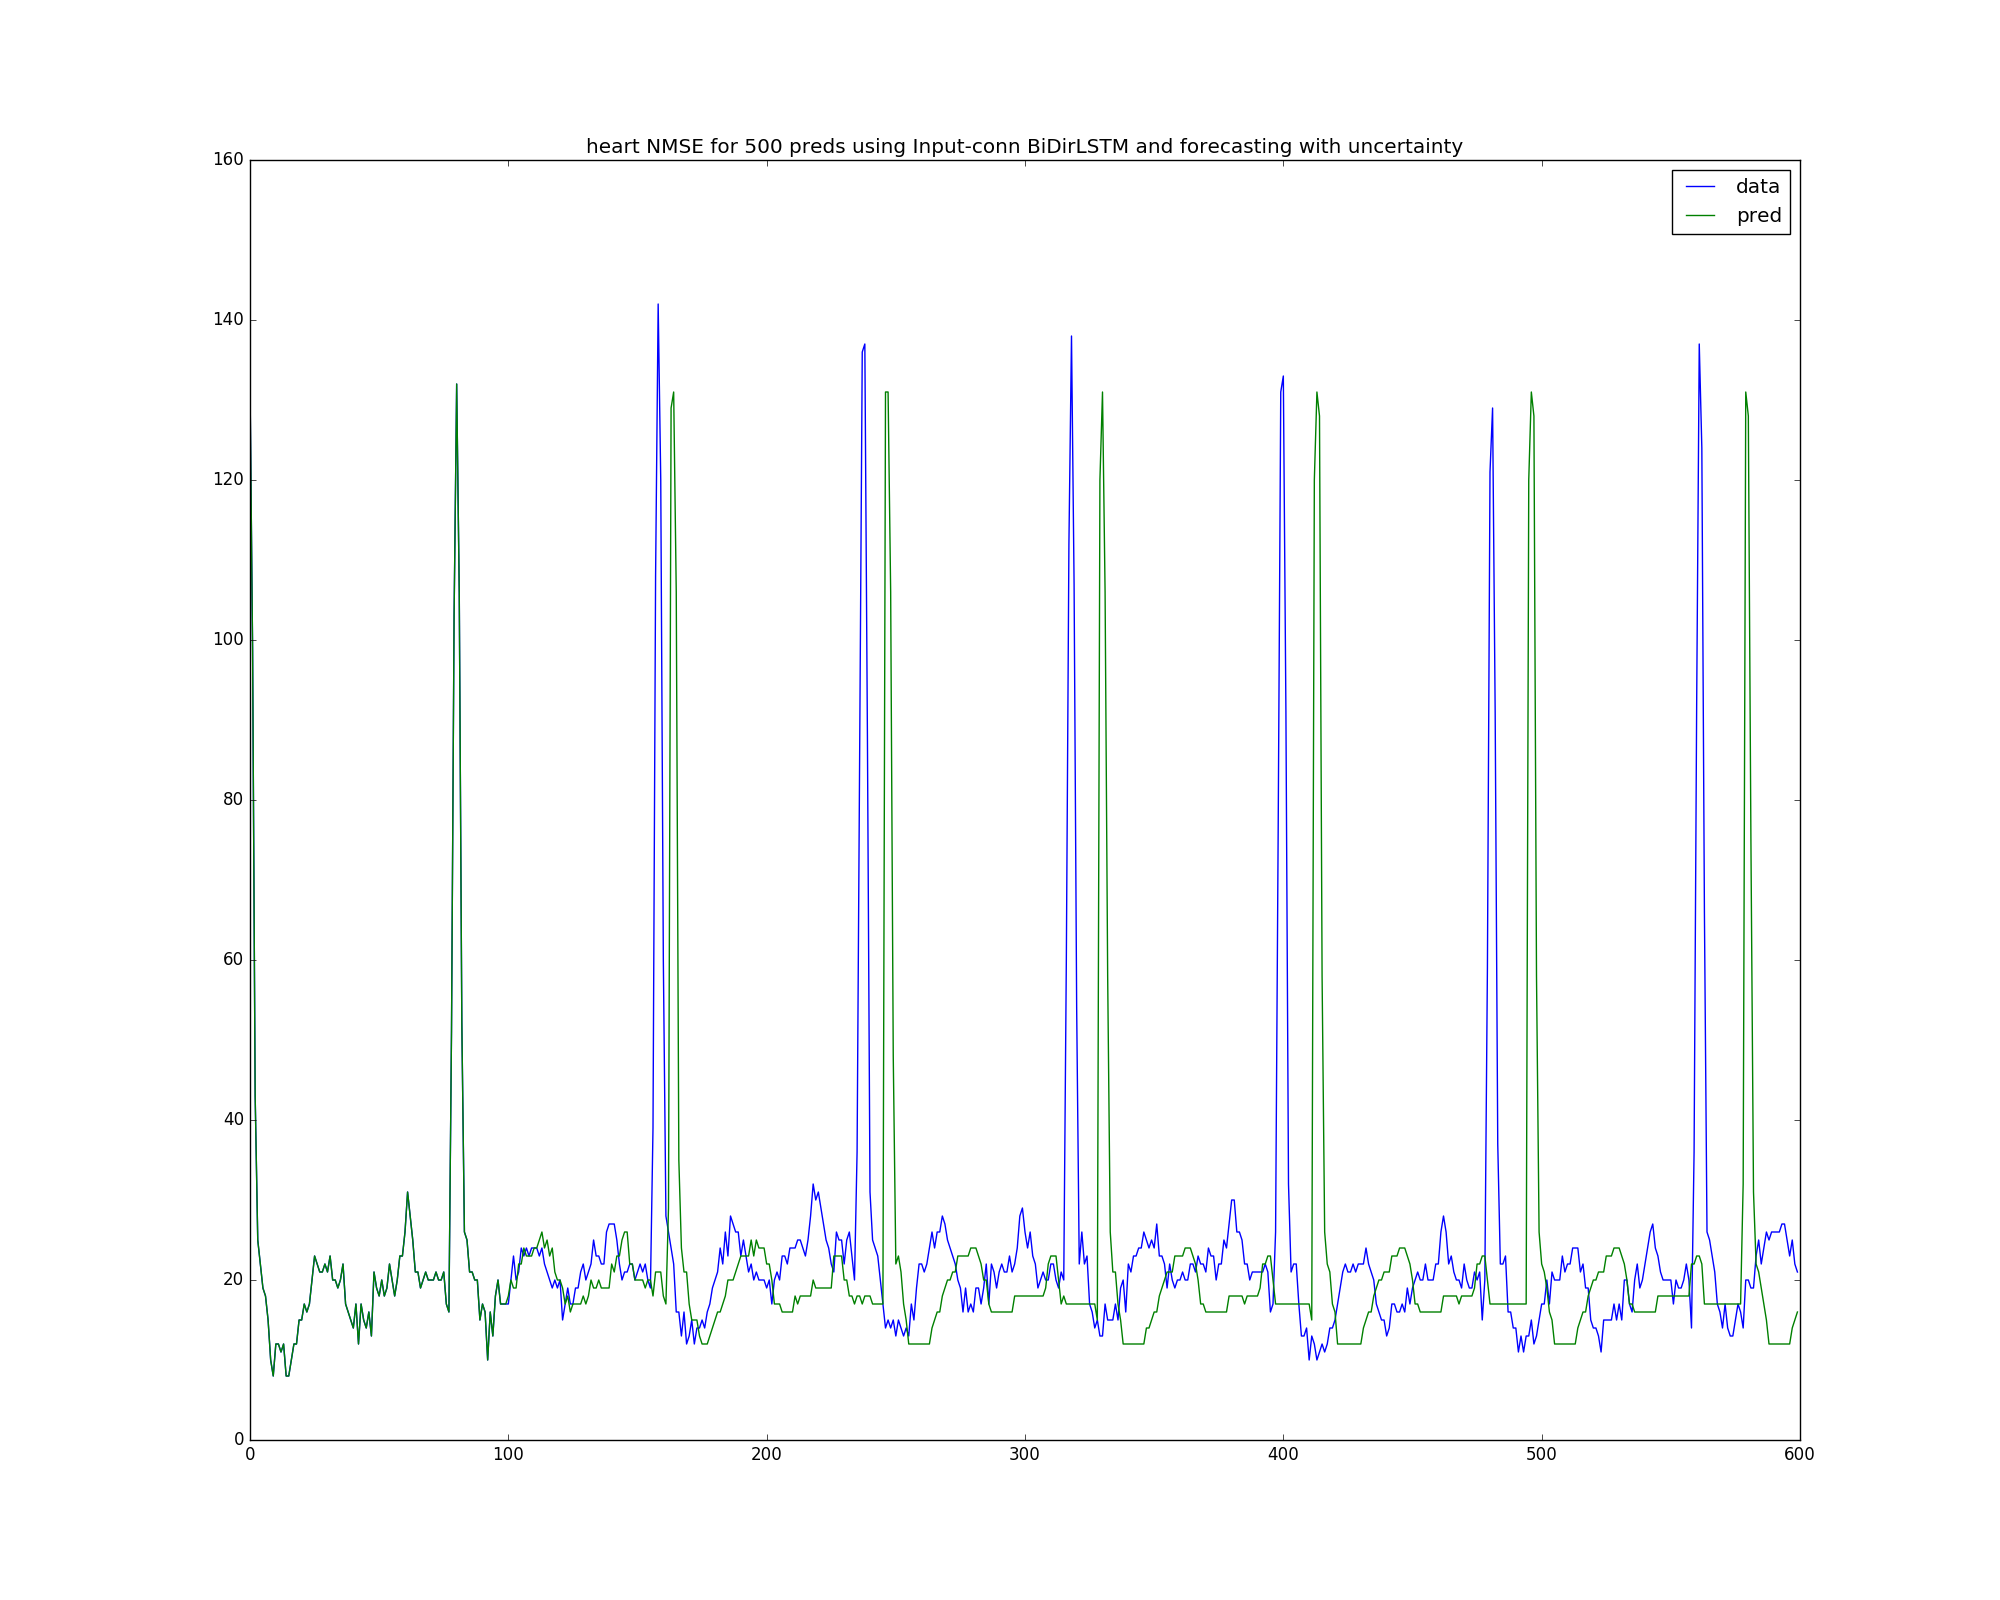 heart NMSE for 500 preds using Input-conn BiDirLSTM and forecasting with uncertainty
160
data
pred
140
120
100
80
60
40
20
0
0 100 200 300 400 500 600